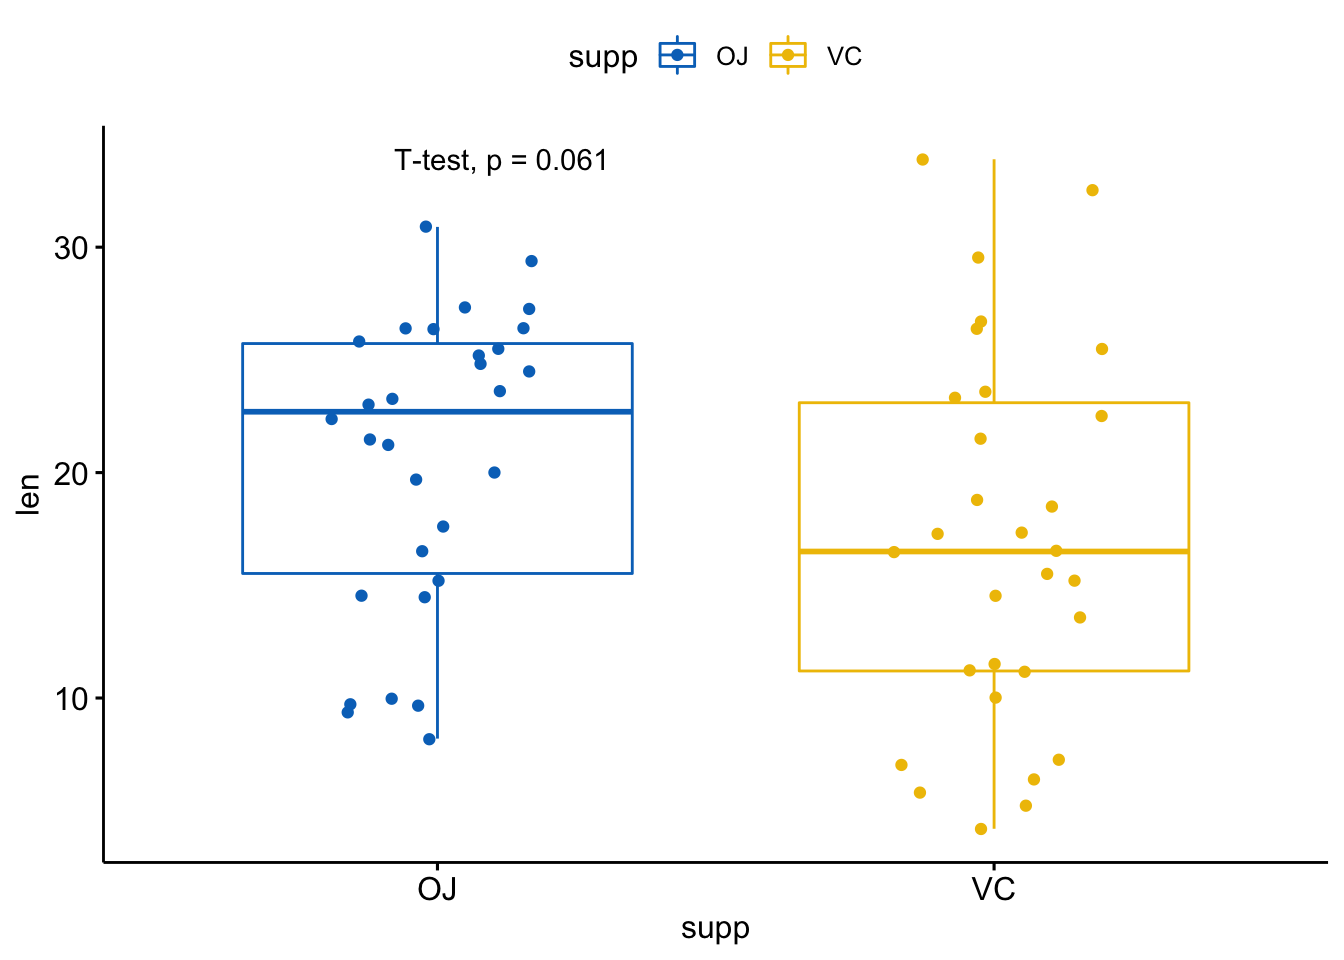 supp OJ VC
T-test, p = 0.061
30
20
10
len
OJ VC
supp